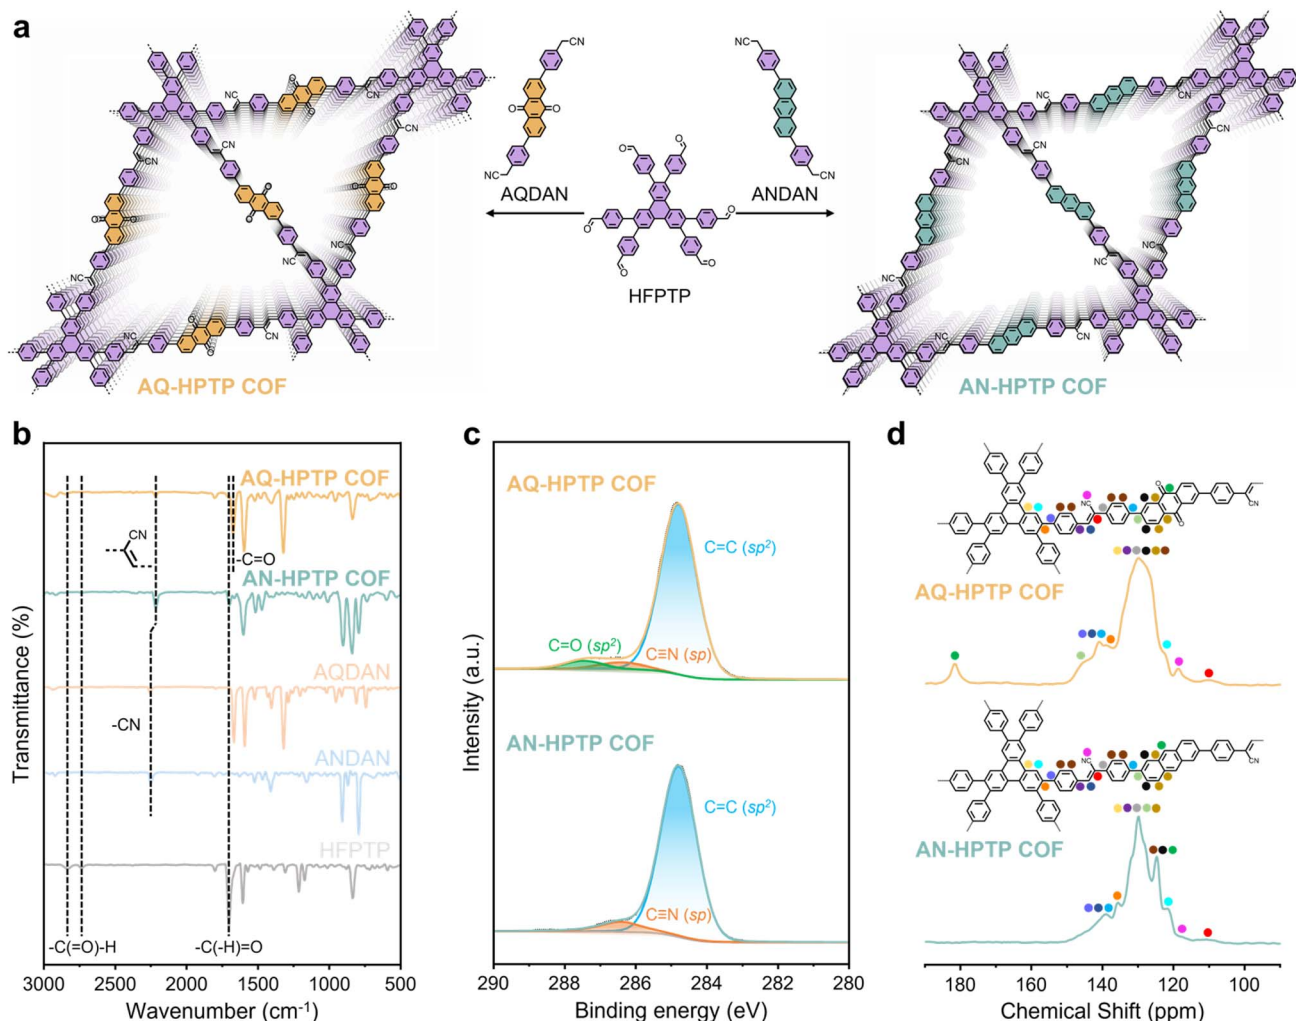 a
CNC
AQDAN
NC
HFPTP
ANDAN
AQ-HPTP COF
AN-HPTP COF
b
AQ-HPTP COF
CN
-C=O
AN-HPTP COF
AQDAN
-CN
ANDAN
HFPTP
-C(=O)-H
-C(-H)=O
Transmittance (%)
3000 2500 2000 1500 1000 500
Wavenumber (cm⁻¹)
c
AQ-HPTP COF
C=C (sp²)
C=O (sp²)
C≡N (sp)
AN-HPTP COF
C=C (sp²)
C≡N (sp)
Intensity (a.u.)
290 288 286 284 282 280
Binding energy (eV)
d
AQ-HPTP COF
AN-HPTP COF
180 160 140 120 100
Chemical Shift (ppm)